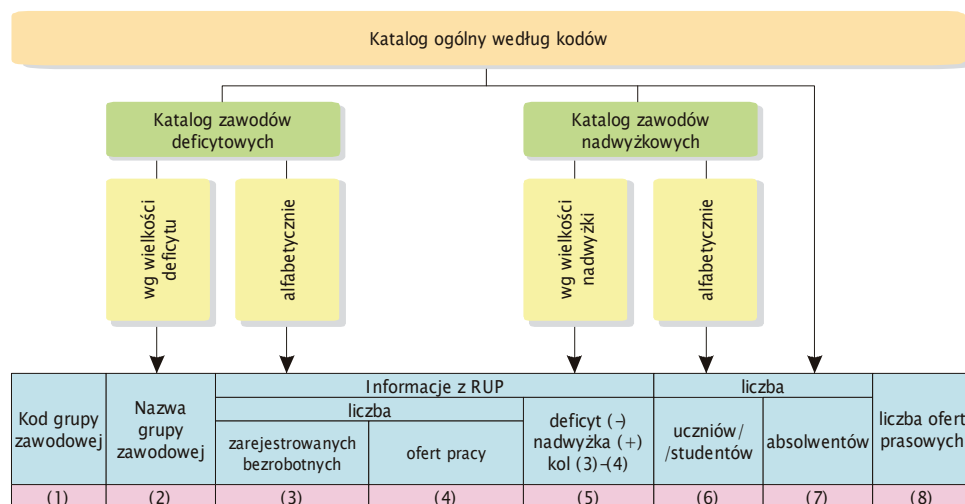 Katalog ogólny według kodów
Katalog zawodów
deficytowych
Katalog zawodów
nadwyżkowych
wg wielkości
deficytu
alfabetycznie
wg wielkości
nadwyżki
alfabetycznie
Kod grupy
zawodowej
Nazwa
grupy
zawodowej
Informacje z RUP
liczba
zarejestrowanych
bezrobotnych
ofert pracy
deficyt (-)
nadwyżka (+)
kol (3)-(4)
liczba
uczniów/
/studentów
absolwentów
liczba ofert
prasowych
(1) (2) (3) (4) (5) (6) (7) (8)